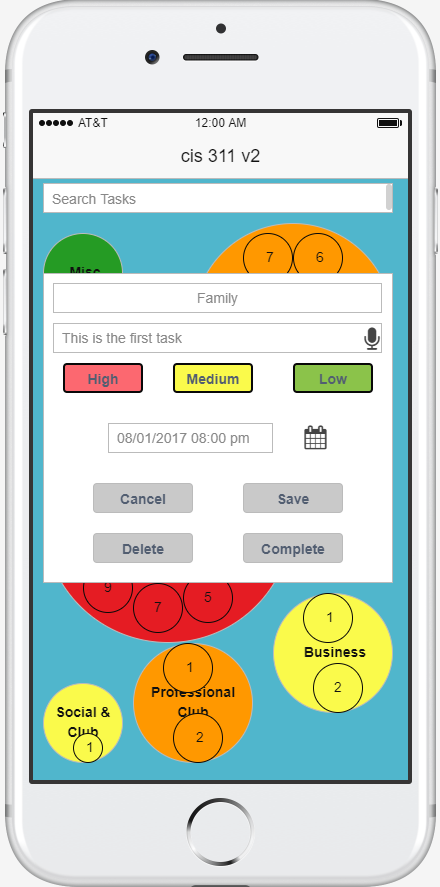 AT&T 12:00 AM
cis 311 v2
Search Tasks
7 6
Misc
Family
This is the first task
High Medium Low
08/01/2017 08:00 pm
Cancel Save
Delete Complete
9 7 5
1
Business
2
1
Professional
Club
2
Social &
Club
1